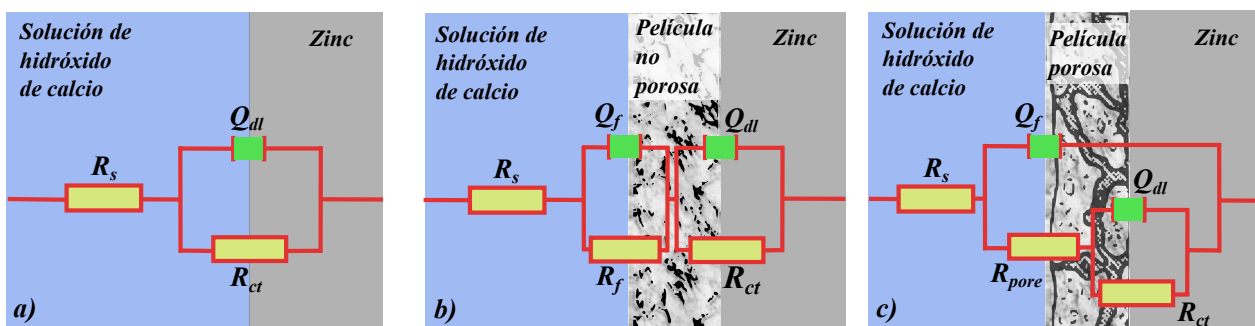 Solución de
hidróxido
de calcio
Zinc
Q_dl
R_s
R_ct
a)
Solución de
hidróxido
de calcio
Película
no
porosa
Zinc
Q_f
Q_dl
R_s
R_f
R_ct
b)
Solución de
hidróxido
de calcio
Película
porosa
Zinc
Q_f
R_s
Q_dl
R_pore
R_ct
c)